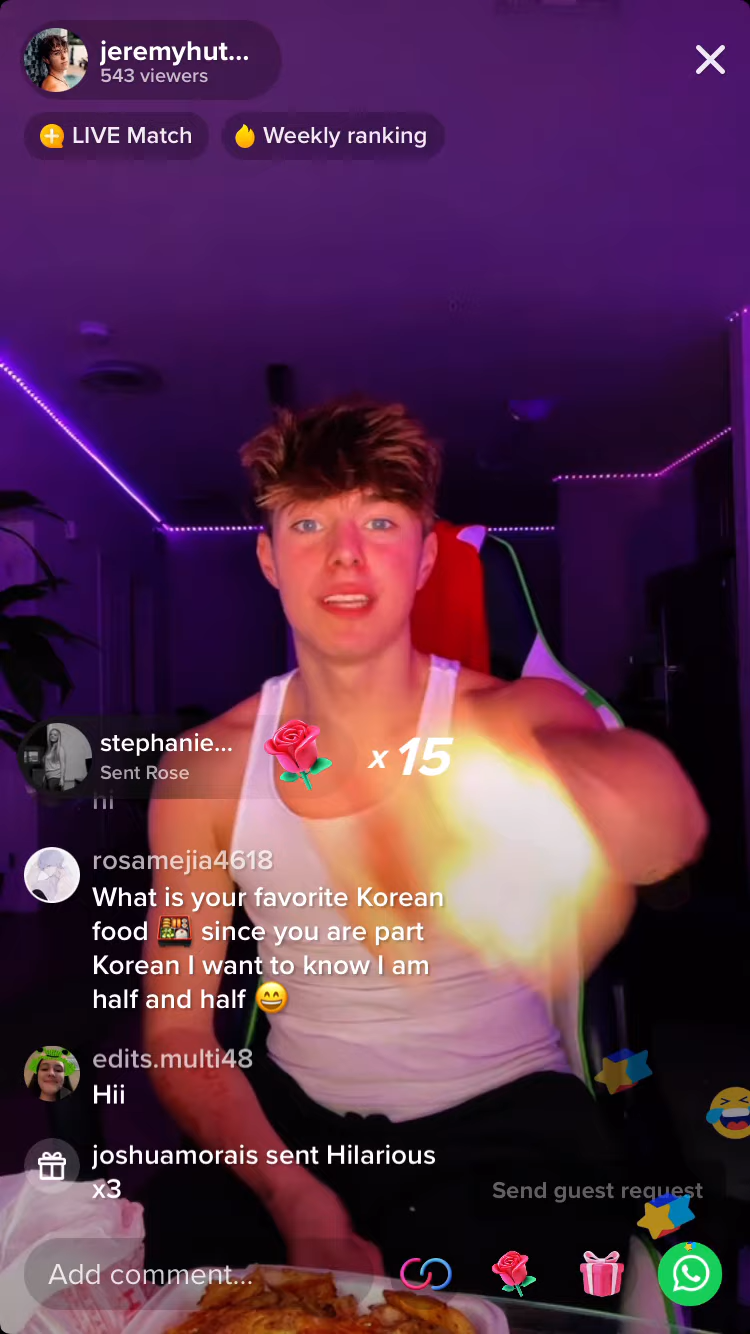 jeremyhut...
543 viewers
LIVE Match
Weekly ranking
stephanie...
Sent Rose
x 15
hi
rosamejia4618
What is your favorite Korean
food 🍱 since you are part
Korean I want to know I am
half and half 😄
edits.multi48
Hii
joshuamorais sent Hilarious
x3
Send guest request
Add comment...